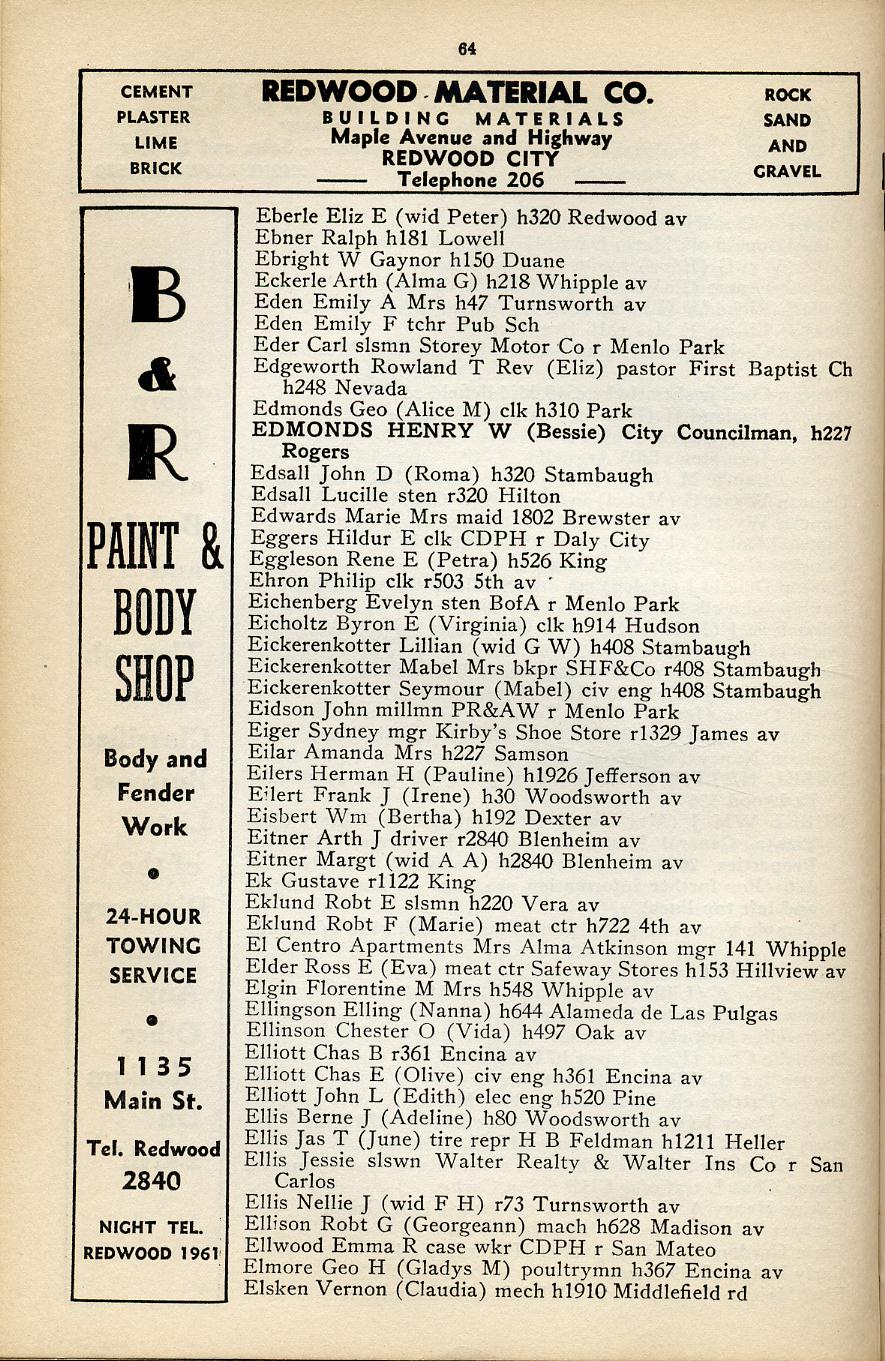 64
CEMENT
PLASTER
LIME
BRICK
REDWOOD MATERIAL CO.
BUILDING MATERIALS
Maple Avenue and Highway
REDWOOD CITY
Telephone 206
ROCK
SAND
AND
GRAVEL
B
&
R
PAINT &
BODY
SHOP
Body and
Fender
Work
•
24-HOUR
TOWING
SERVICE
•
1135
Main St.
Tel. Redwood
2840
NIGHT TEL.
REDWOOD 1961
Eberle Eliz E (wid Peter) h320 Redwood av
Ebner Ralph h181 Lowell
Ebright W Gaynor h150 Duane
Eckerle Arth (Alma G) h218 Whipple av
Eden Emily A Mrs h47 Turnsworth av
Eden Emily F tchr Pub Sch
Eder Carl slsmn Storey Motor Co r Menlo Park
Edgeworth Rowland T Rev (Eliz) pastor First Baptist Ch
h248 Nevada
Edmonds Geo (Alice M) clk h310 Park
EDMONDS HENRY W (Bessie) City Councilman, h227
Rogers
Edsall John D (Roma) h320 Stambaugh
Edsall Lucille sten r320 Hilton
Edwards Marie Mrs maid 1802 Brewster av
Eggers Hildur E clk CDPH r Daly City
Eggleson Rene E (Petra) h526 King
Ehron Philip clk r503 5th av
Eichenberg Evelyn sten BofA r Menlo Park
Eicholtz Byron E (Virginia) clk h914 Hudson
Eickerenkotter Lillian (wid G W) h408 Stambaugh
Eickerenkotter Mabel Mrs bkpr SHF&Co r408 Stambaugh
Eickerenkotter Seymour (Mabel) civ eng h408 Stambaugh
Eidson John millmn PR&AW r Menlo Park
Eiger Sydney mgr Kirby's Shoe Store r1329 James av
Eilar Amanda Mrs h227 Samson
Eilers Herman H (Pauline) h1926 Jefferson av
Eilert Frank J (Irene) h30 Woodsworth av
Eisbert Wm (Bertha) h192 Dexter av
Eitner Arth J driver r2840 Blenheim av
Eitner Margt (wid A A) h2840 Blenheim av
Ek Gustave r1122 King
Eklund Robt E slsmn h220 Vera av
Eklund Robt F (Marie) meat ctr h722 4th av
El Centro Apartments Mrs Alma Atkinson mgr 141 Whipple
Elder Ross E (Eva) meat ctr Safeway Stores h153 Hillview av
Elgin Florentine M Mrs h548 Whipple av
Ellingson Elling (Nanna) h644 Alameda de Las Pulgas
Ellinson Chester O (Vida) h497 Oak av
Elliott Chas B r361 Encina av
Elliott Chas E (Olive) civ eng h361 Encina av
Elliott John L (Edith) elec eng h520 Pine
Ellis Berne J (Adeline) h80 Woodsworth av
Ellis Jas T (June) tire repr H B Feldman h1211 Heller
Ellis Jessie slswn Walter Realty & Walter Ins Co r San
Carlos
Ellis Nellie J (wid F H) r73 Turnsworth av
Ellison Robt G (Georgeann) mach h628 Madison av
Ellwood Emma R case wkr CDPH r San Mateo
Elmore Geo H (Gladys M) poultrymn h367 Encina av
Elsken Vernon (Claudia) mech h1910 Middlefield rd